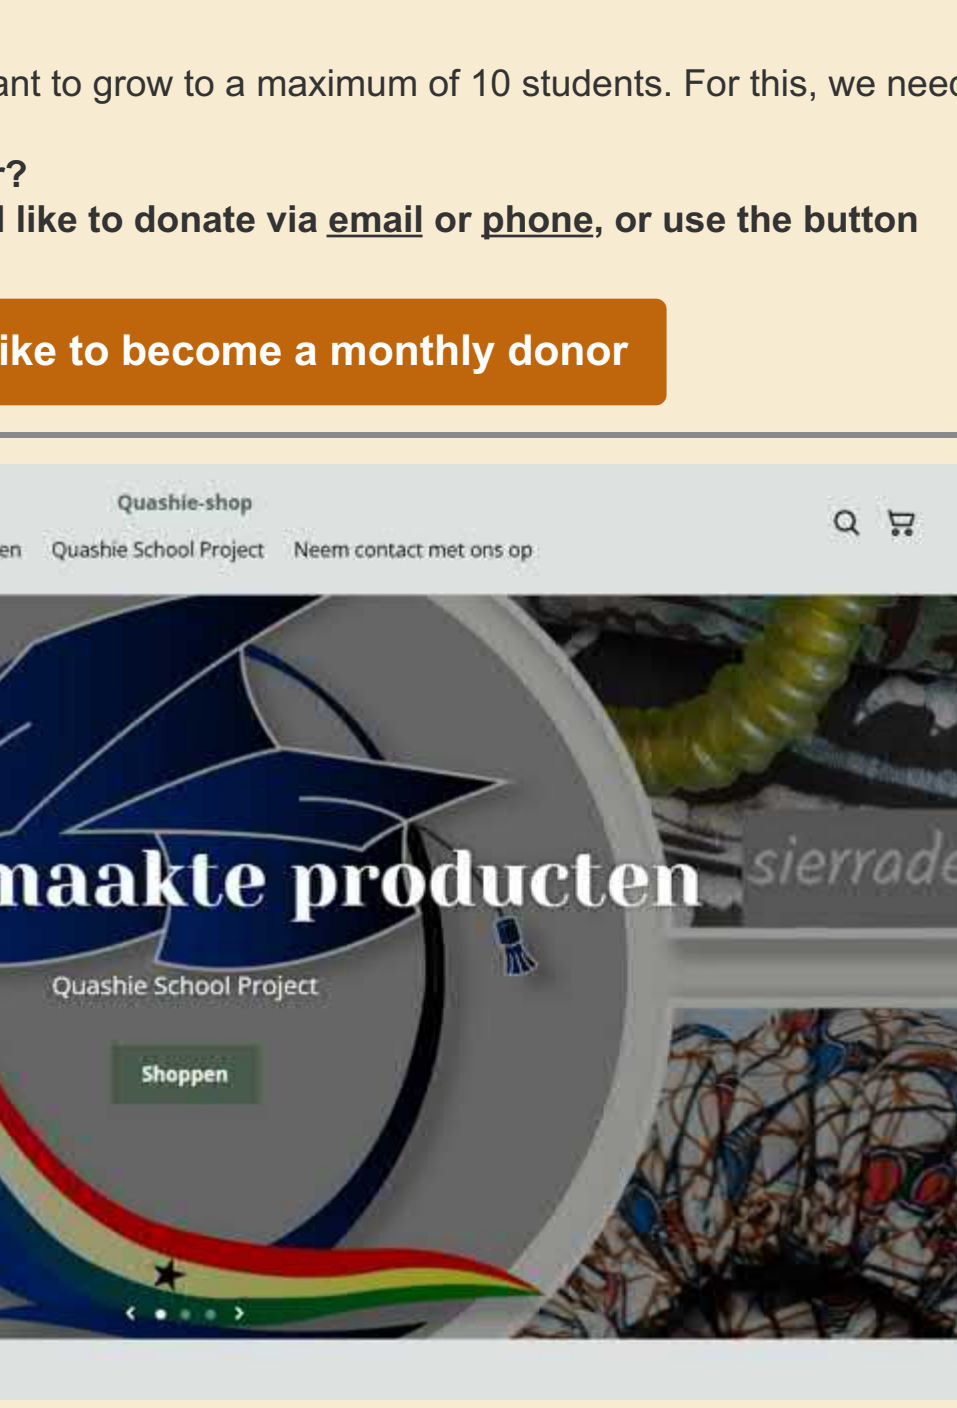 ant to grow to a maximum of 10 students. For this, we need
r?
l like to donate via email or phone, or use the button
ike to become a monthly donor
Quashie-shop
en Quashie School Project Neem contact met ons op
maakte producten
sierrade
Quashie School Project
Shoppen